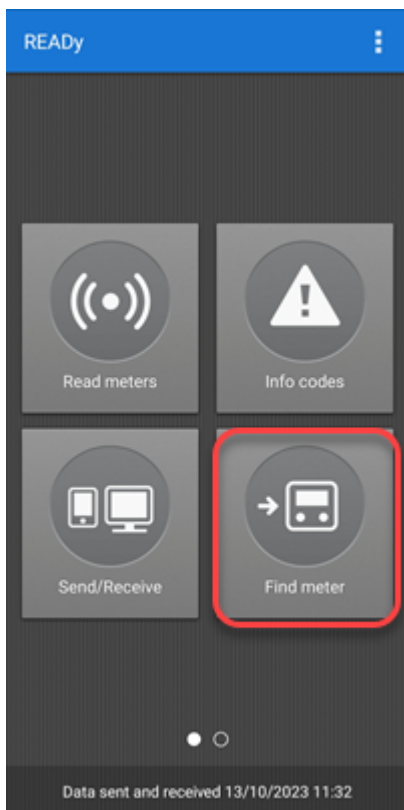 READy
Read meters
Info codes
Send/Receive
Find meter
Data sent and received 13/10/2023 11:32